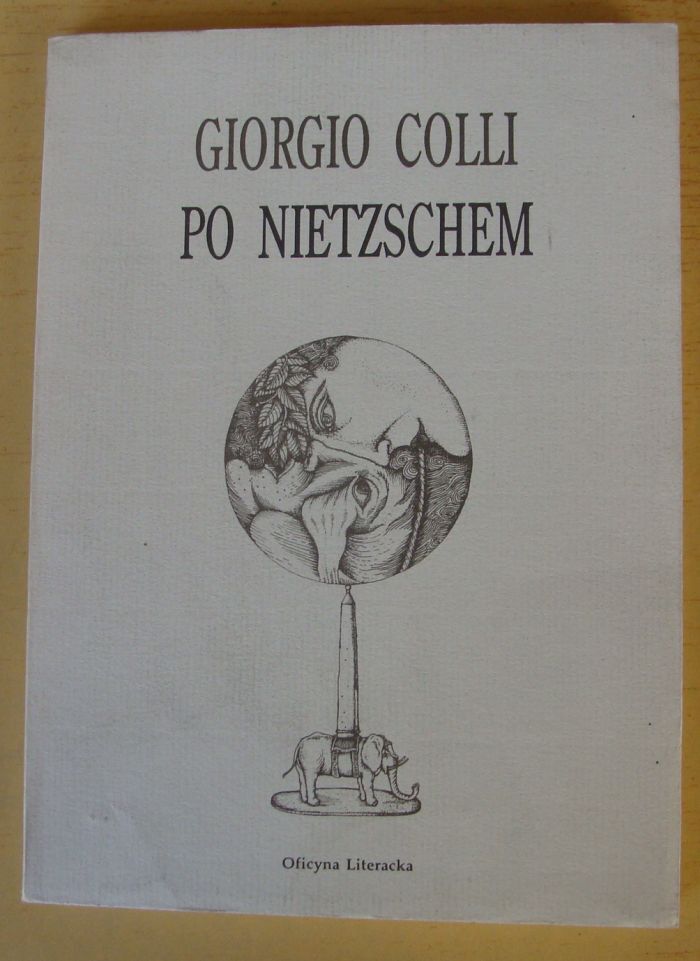 GIORGIO COLLI
PO NIETZSCHEM
Oficyna Literacka